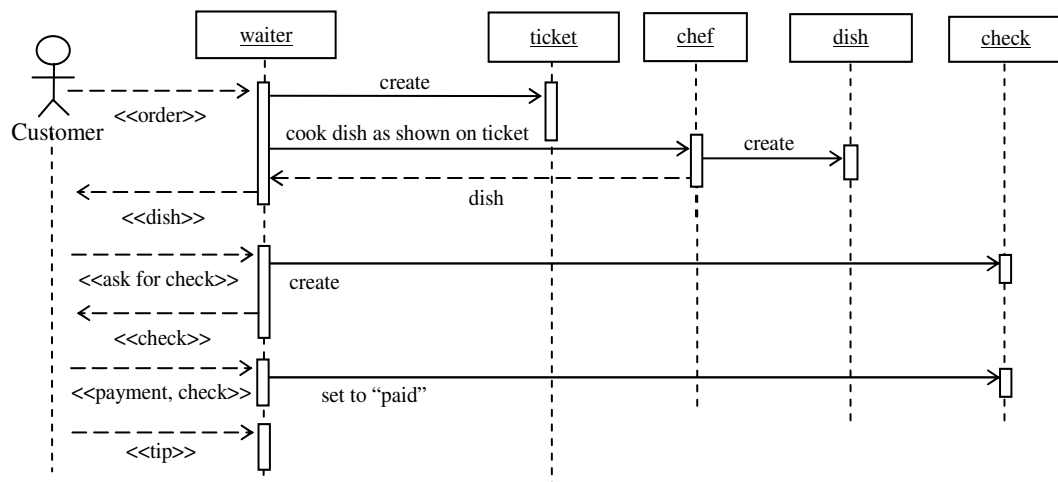 waiter
ticket
chef
dish
check
Customer
<<order>>
create
cook dish as shown on ticket
create
dish
<<dish>>
<<ask for check>>
create
<<check>>
<<payment, check>>
set to “paid”
<<tip>>